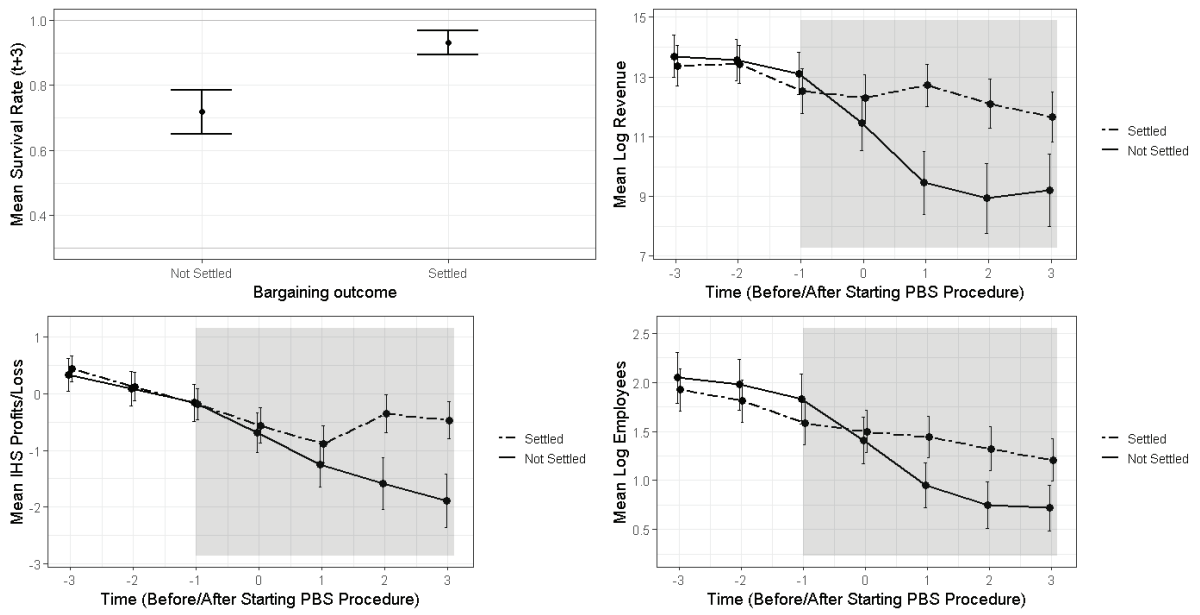 1.0
0.8
0.6
0.4
Mean Survival Rate (t+3)
Not Settled
Settled
Bargaining outcome
15
13
11
9
7
Mean Log Revenue
-3 -2 -1 0 1 2 3
Time (Before/After Starting PBS Procedure)
Settled
Not Settled
1
0
-1
-2
-3
Mean IHS Profits/Loss
-3 -2 -1 0 1 2 3
Time (Before/After Starting PBS Procedure)
Settled
Not Settled
2.5
2.0
1.5
1.0
0.5
Mean Log Employees
-3 -2 -1 0 1 2 3
Time (Before/After Starting PBS Procedure)
Settled
Not Settled